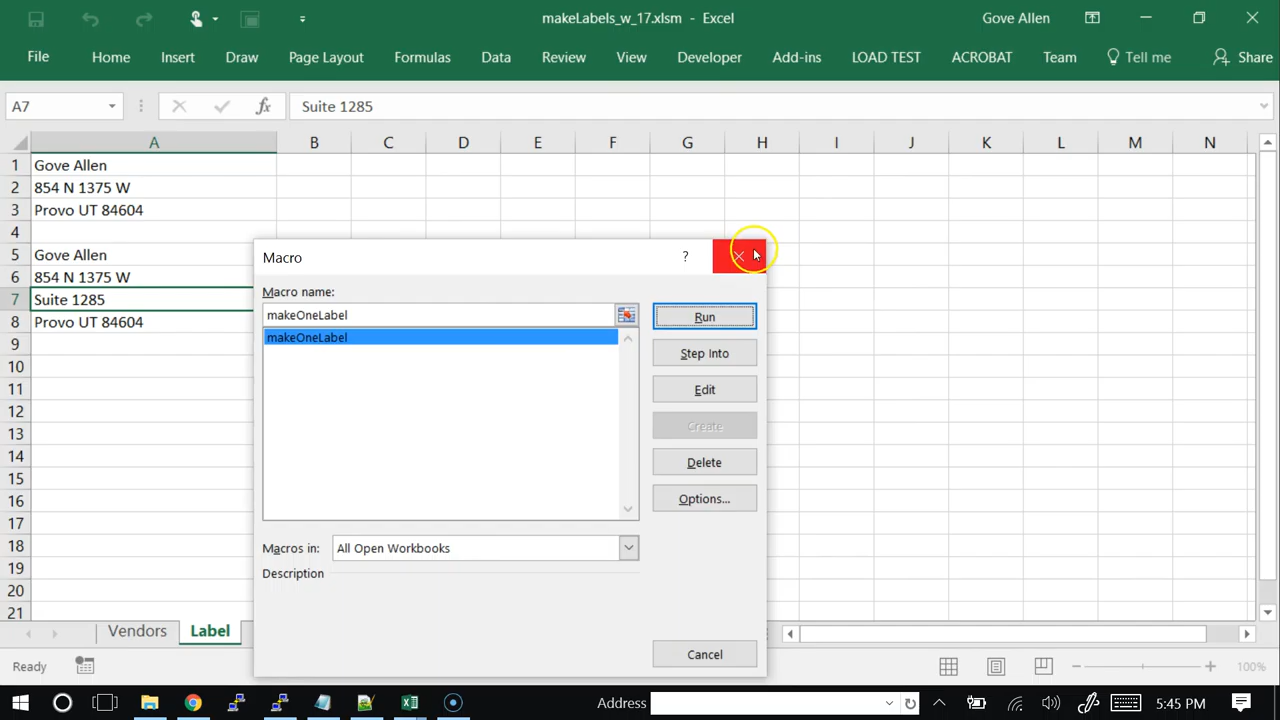 makeLabels_w_17.xlsm - Excel
Gove Allen
File Home Insert Draw Page Layout Formulas Data Review View Developer Add-ins LOAD TEST ACROBAT Team Tell me Share
A7 fx Suite 1285
A B C D E F G H I J K L M N
1 Gove Allen
2 854 N 1375 W
3 Provo UT 84604
4
5 Gove Allen
6 854 N 1375 W
7 Suite 1285
8 Provo UT 84604
9
10
11
12
13
14
15
16
17
18
19
20
21
Macro ?
Macro name:
makeOneLabel
makeOneLabel
Run
Step Into
Edit
Create
Delete
Options...
Macros in: All Open Workbooks
Description
Cancel
Vendors Label
Ready 100%
Address 5:45 PM